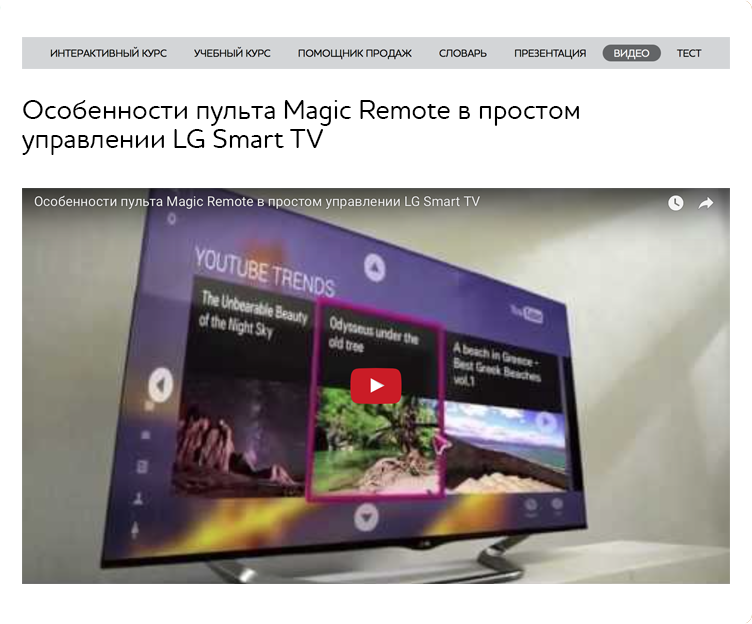 ИНТЕРАКТИВНЫЙ КУРС УЧЕБНЫЙ КУРС ПОМОЩНИК ПРОДАЖ СЛОВАРЬ ПРЕЗЕНТАЦИЯ ВИДЕО ТЕСТ
Особенности пульта Magic Remote в простом
управлении LG Smart TV
Особенности пульта Magic Remote в простом управлении LG Smart TV
YOUTUBE TRENDS
YouTube
The Unbearable Beauty
of the Night Sky
Odysseus under the
old tree
A beach in Greece -
Best Greek Beaches
vol.1